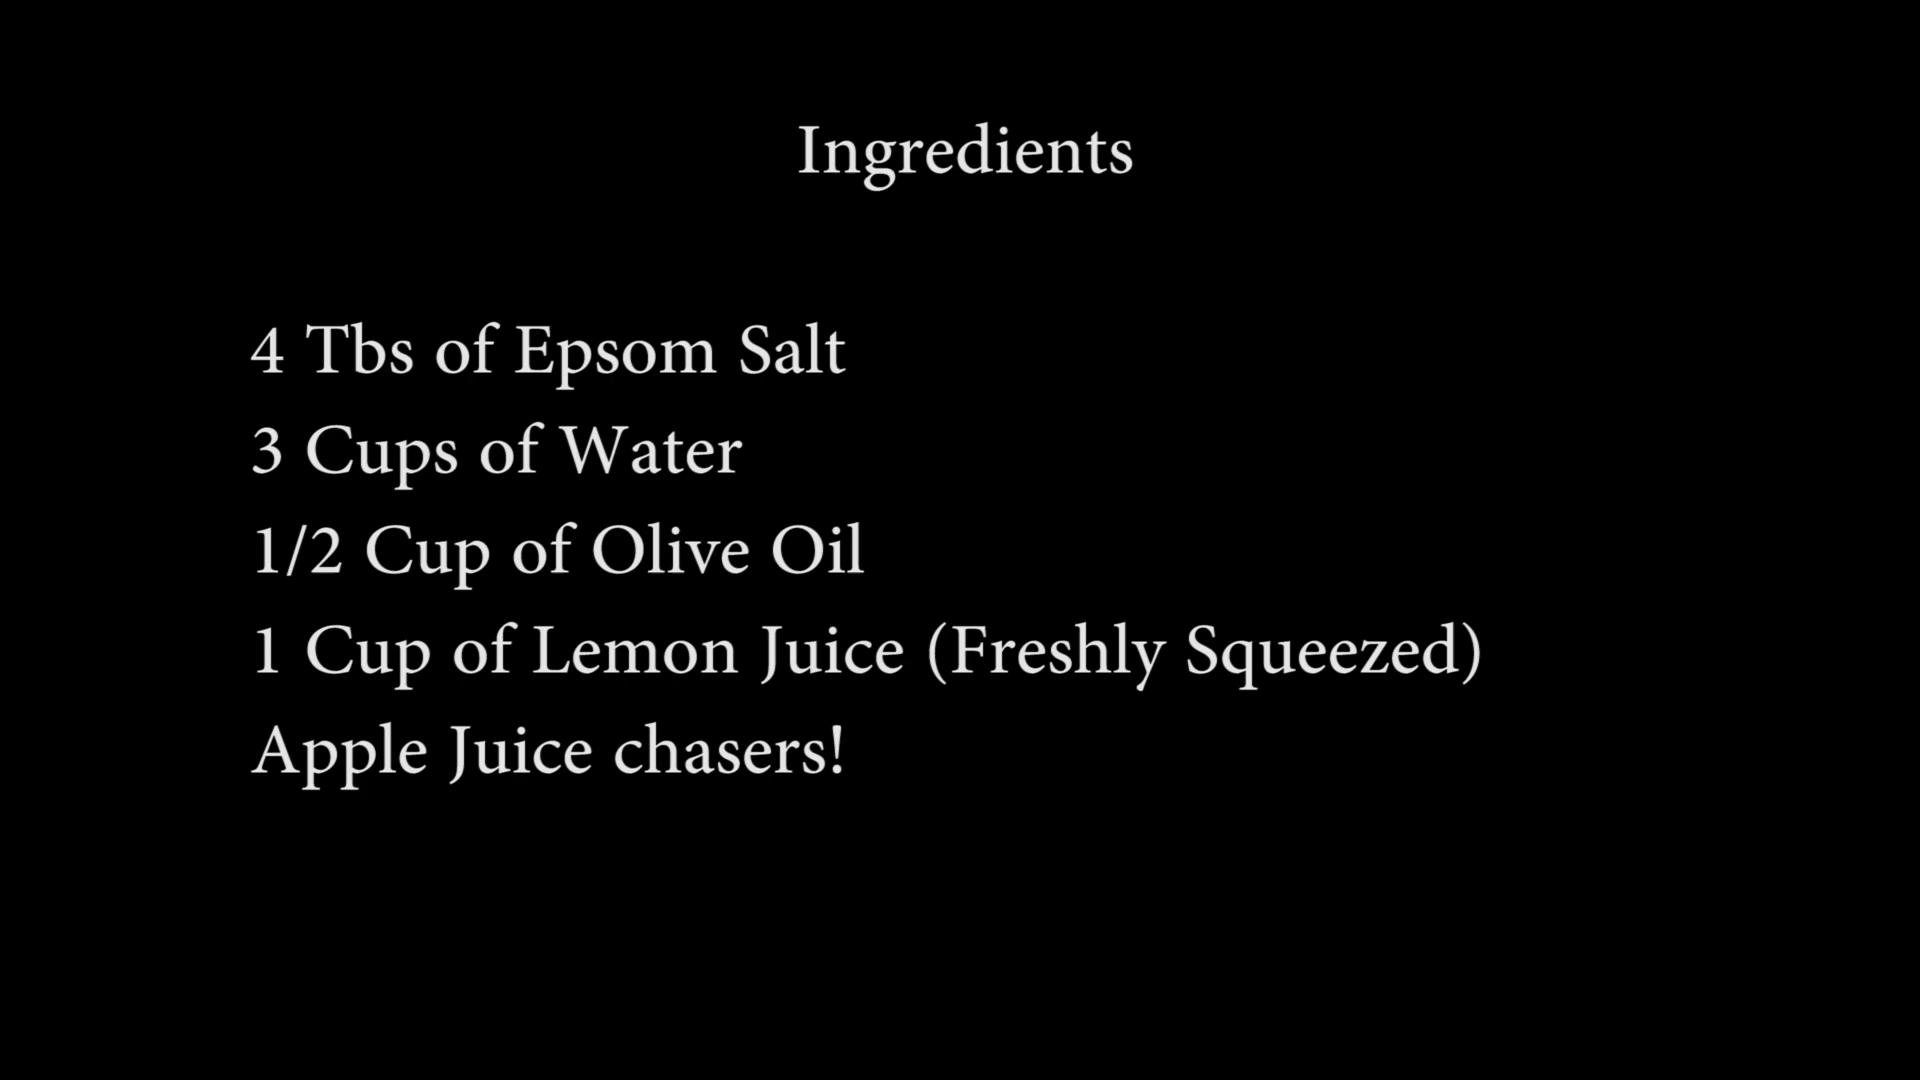 Ingredients
4 Tbs of Epsom Salt
3 Cups of Water
1/2 Cup of Olive Oil
1 Cup of Lemon Juice (Freshly Squeezed)
Apple Juice chasers!